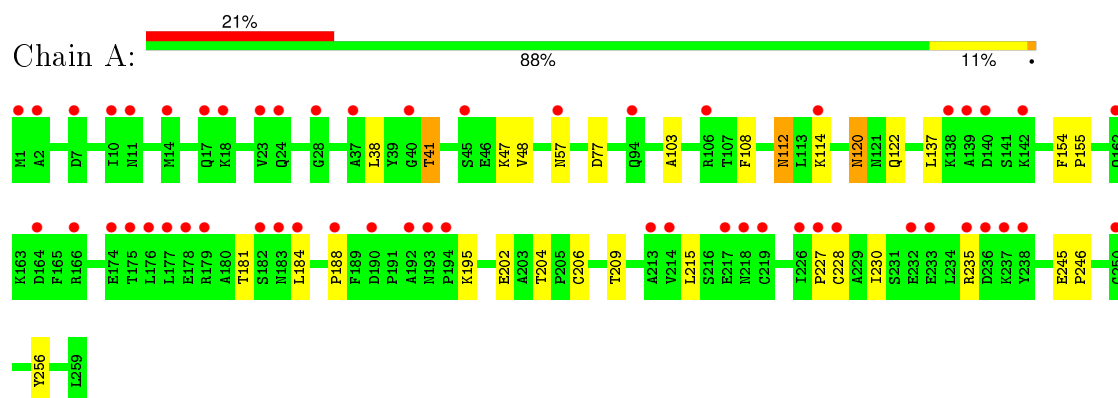 21%
Chain A:
88% 11% •
M1 A2 D7 I10 N11 M14 Q17 K18 V23 Q24 G28 A37 L38 Y39 G40 T41 S45 E46 K47 V48 N57 D77 Q94 A103 R106 T107 F108 N112 L113 K114 N120 N121 Q122 L137 K138 A139 D140 S141 K142 F154 P155
K163 D164 F165 R166 E174 T175 L176 L177 E178 R179 A180 T181 S182 N183 L184 P188 F189 D190 P191 A192 N193 P194 K195 E202 A203 T204 P205 C206 T209 A213 V214 L215 S216 E217 N218 C219 I226 P227 C228 A229 I230 S231 E232 E233 L234 R235 D236 K237 Y238 E245 P246
Y256 L259